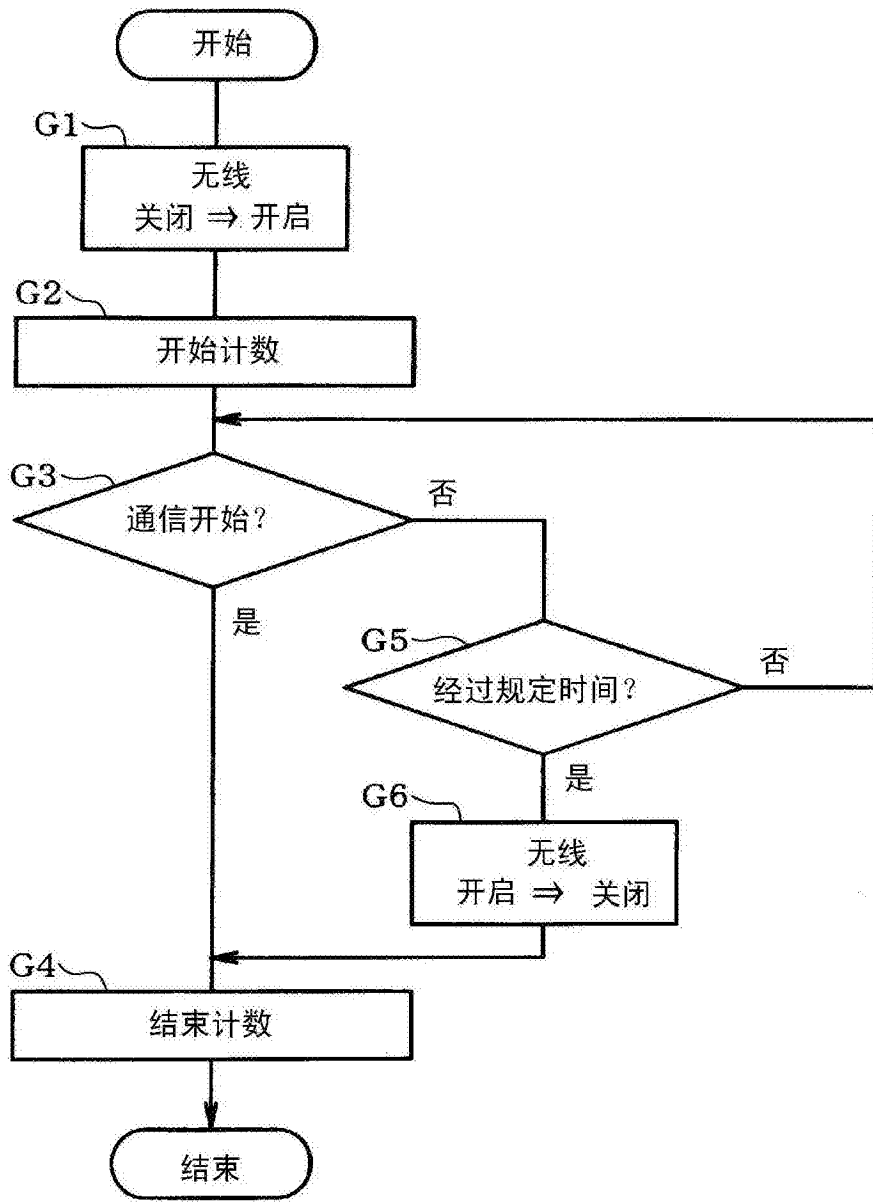 开始
G1
无线
关闭 ⇒ 开启
G2
开始计数
G3
通信开始？
否
是
G5
经过规定时间？
否
是
G6
无线
开启 ⇒ 关闭
G4
结束计数
结束